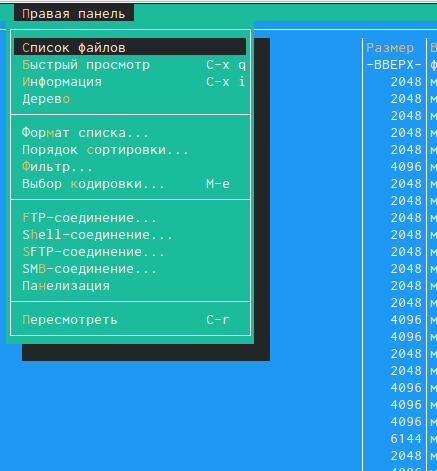 Правая панель
Список файлов
Быстрый просмотр C-x q
Информация C-x i
Дерево
Формат списка...
Порядок сортировки...
Фильтр...
Выбор кодировки... M-e
FTP-соединение...
Shell-соединение...
SFTP-соединение...
SMB-соединение...
Панелизация
Пересмотреть C-r
Размер В
-ВВЕРХ- ф
2048 м
2048 м
2048 м
2048 м
2048 м
4096 м
2048 м
2048 м
2048 м
2048 м
2048 м
2048 м
2048 м
2048 м
4096 м
4096 м
2048 м
2048 м
4096 м
4096 м
4096 м
6144 м
2048 м